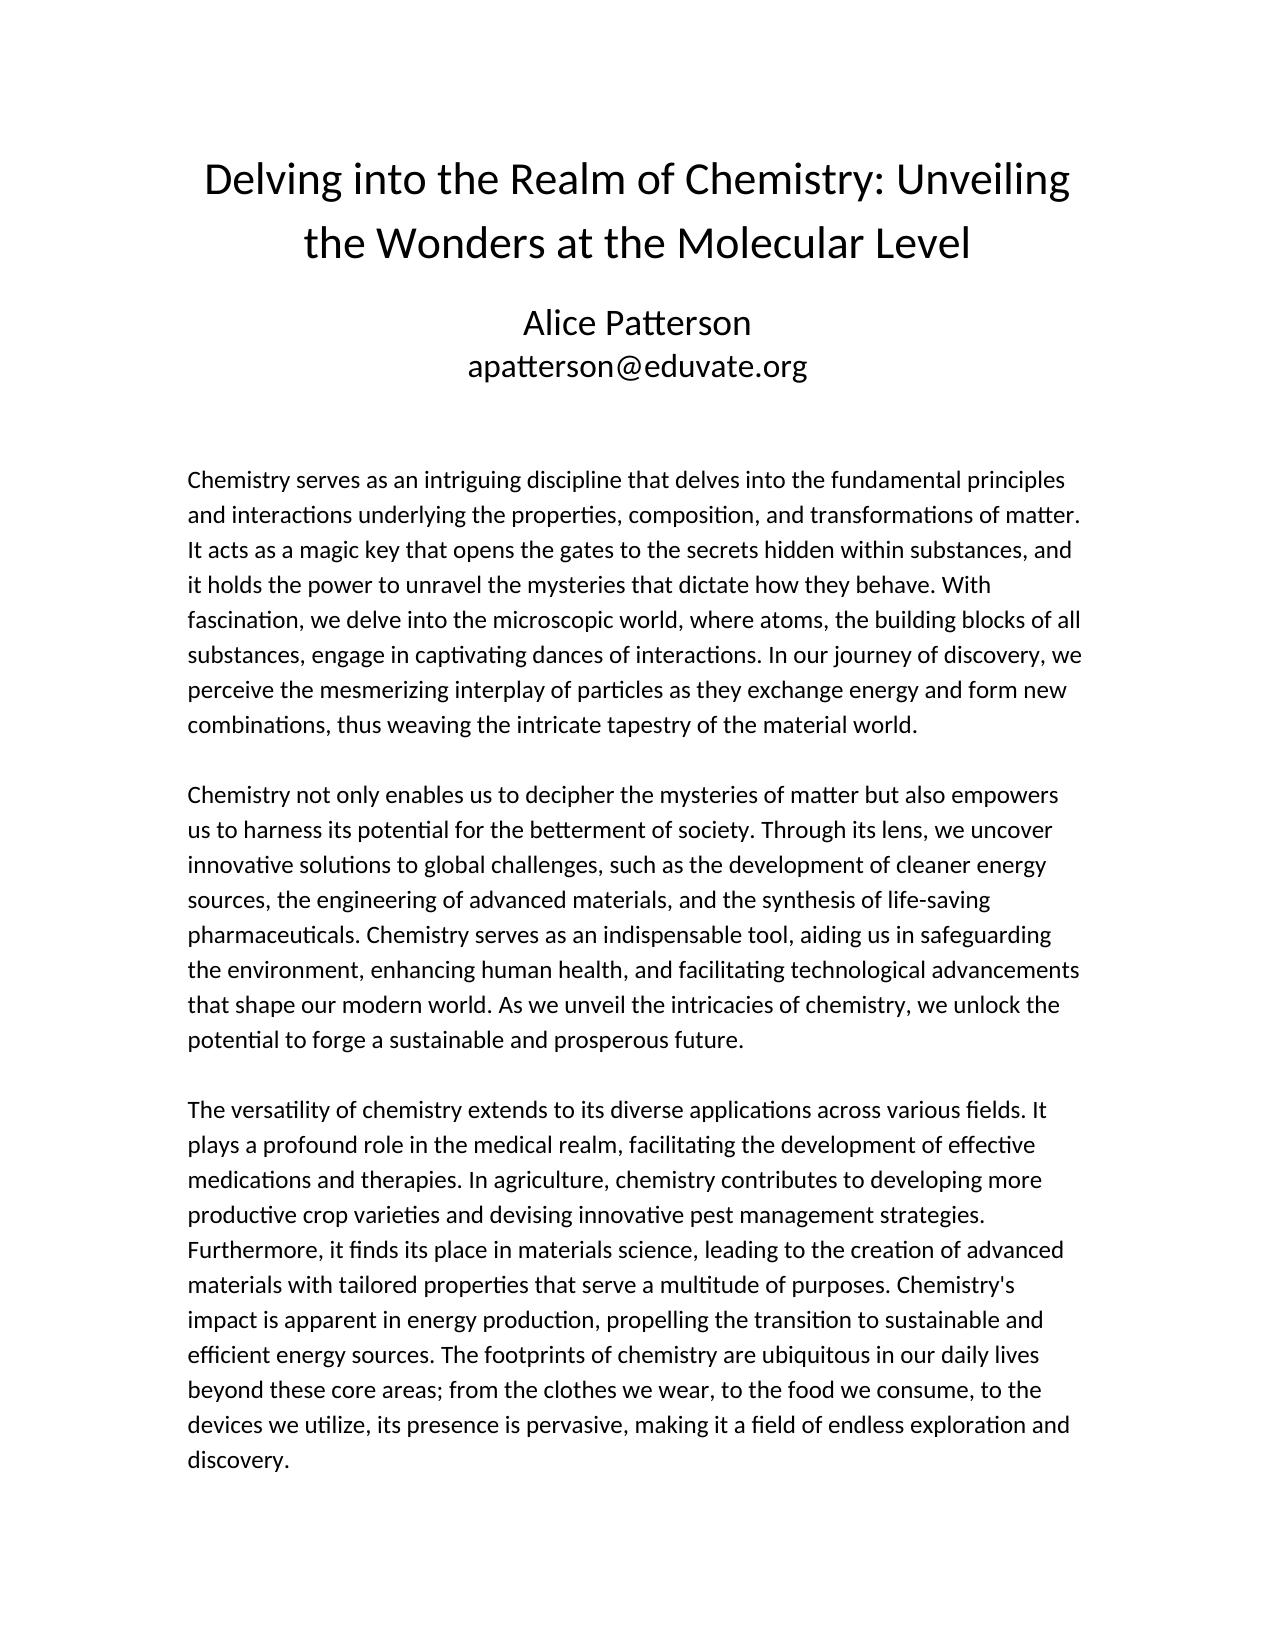 Delving into the Realm of Chemistry: Unveiling
the Wonders at the Molecular Level
Alice Patterson
apatterson@eduvate.org
Chemistry serves as an intriguing discipline that delves into the fundamental principles
and interactions underlying the properties, composition, and transformations of matter.
It acts as a magic key that opens the gates to the secrets hidden within substances, and
it holds the power to unravel the mysteries that dictate how they behave. With
fascination, we delve into the microscopic world, where atoms, the building blocks of all
substances, engage in captivating dances of interactions. In our journey of discovery, we
perceive the mesmerizing interplay of particles as they exchange energy and form new
combinations, thus weaving the intricate tapestry of the material world.
Chemistry not only enables us to decipher the mysteries of matter but also empowers
us to harness its potential for the betterment of society. Through its lens, we uncover
innovative solutions to global challenges, such as the development of cleaner energy
sources, the engineering of advanced materials, and the synthesis of life-saving
pharmaceuticals. Chemistry serves as an indispensable tool, aiding us in safeguarding
the environment, enhancing human health, and facilitating technological advancements
that shape our modern world. As we unveil the intricacies of chemistry, we unlock the
potential to forge a sustainable and prosperous future.
The versatility of chemistry extends to its diverse applications across various fields. It
plays a profound role in the medical realm, facilitating the development of effective
medications and therapies. In agriculture, chemistry contributes to developing more
productive crop varieties and devising innovative pest management strategies.
Furthermore, it finds its place in materials science, leading to the creation of advanced
materials with tailored properties that serve a multitude of purposes. Chemistry's
impact is apparent in energy production, propelling the transition to sustainable and
efficient energy sources. The footprints of chemistry are ubiquitous in our daily lives
beyond these core areas; from the clothes we wear, to the food we consume, to the
devices we utilize, its presence is pervasive, making it a field of endless exploration and
discovery.